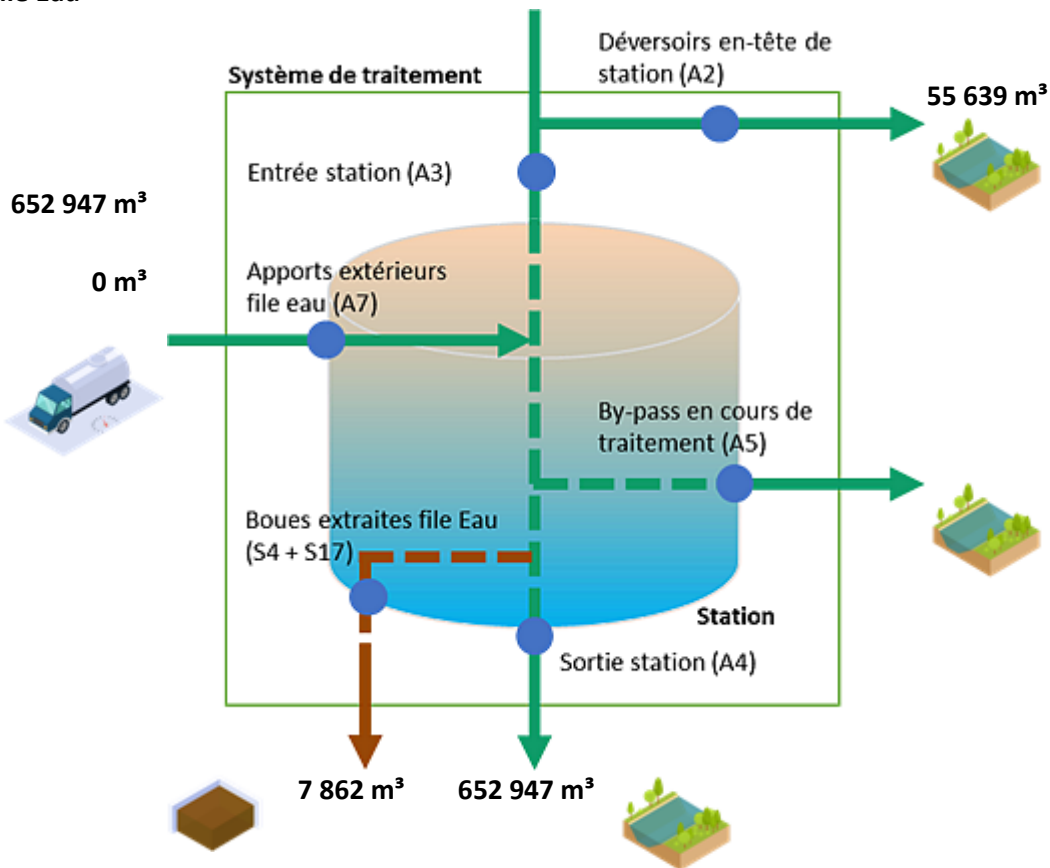 Déversoirs en-tête de
station (A2)
Système de traitement
55 639 m³
Entrée station (A3)
652 947 m³
0 m³
Apports extérieurs
file eau (A7)
By-pass en cours de
traitement (A5)
Boues extraites file Eau
(S4 + S17)
Station
Sortie station (A4)
7 862 m³
652 947 m³